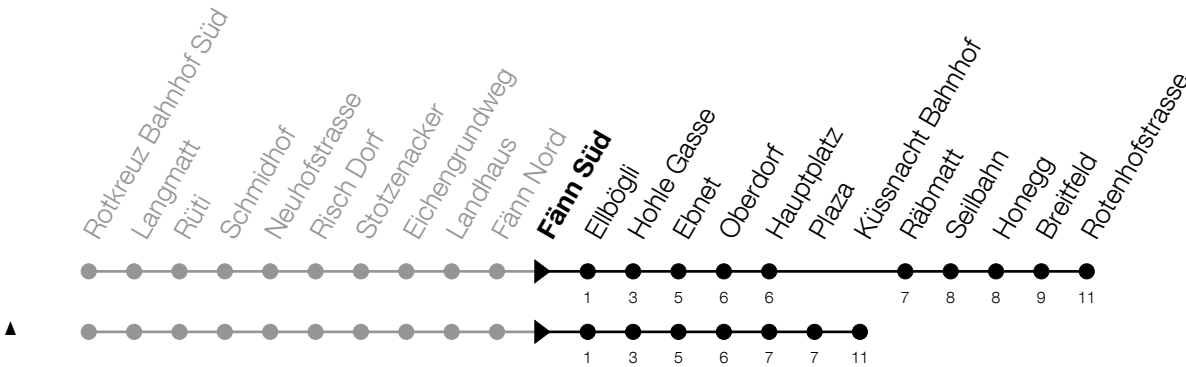 Rotkreuz Bahnhof Süd
Langmatt
Rüti
Schmidhof
Neuhofstrasse
Risch Dorf
Stotzenacker
Eichengrundweg
Landhaus
Fänn Nord
Fänn Süd
Ellbögli
Hohle Gasse
Ebnet
Oberdorf
Hauptplatz
Plaza
Küssnacht Bahnhof
Räbmatt
Seilbahn
Honegg
Breitfeld
Rotenhofstrasse
1 3 5 6 6 7 8 8 9 11
1 3 5 6 7 7 11